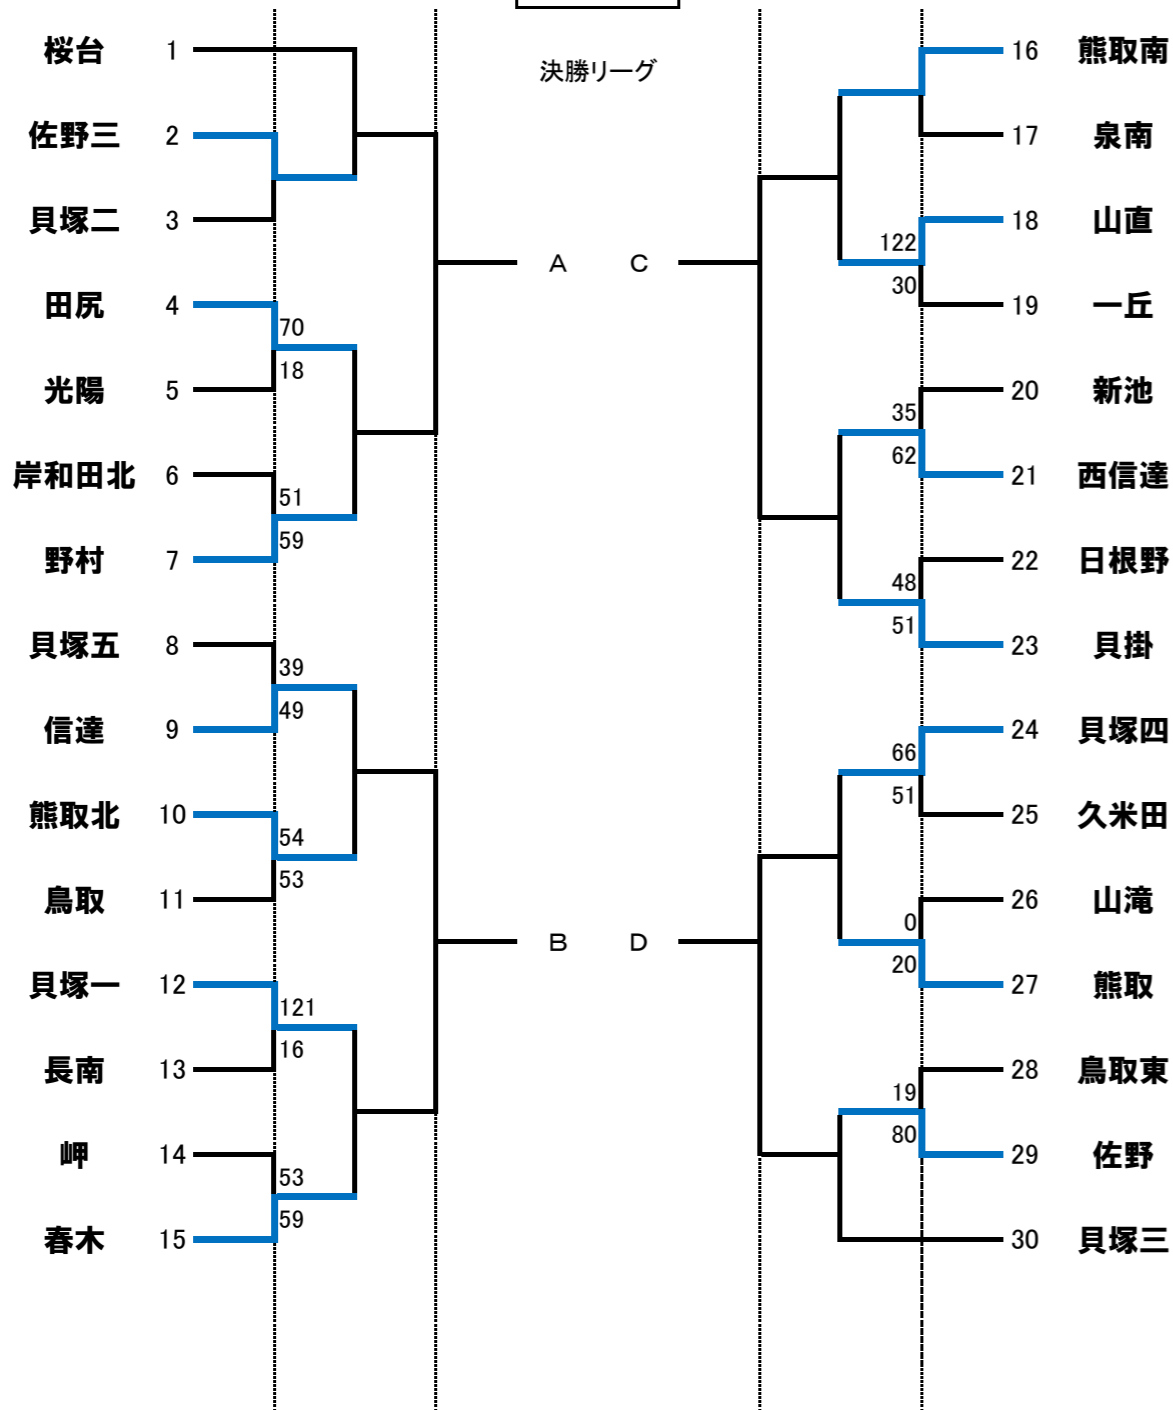 決勝リーグ
桜台 1
佐野三 2
貝塚二 3
田尻 4
70
18
光陽 5
岸和田北 6
51
59
野村 7
貝塚五 8
39
49
信達 9
熊取北 10
54
53
鳥取 11
貝塚一 12
121
16
長南 13
岬 14
53
59
春木 15
A C
B D
16 熊取南
17 泉南
18 山直
122
30
19 一丘
20 新池
35
62
21 西信達
22 日根野
48
51
23 貝掛
24 貝塚四
66
51
25 久米田
26 山滝
0
20
27 熊取
28 鳥取東
19
80
29 佐野
30 貝塚三